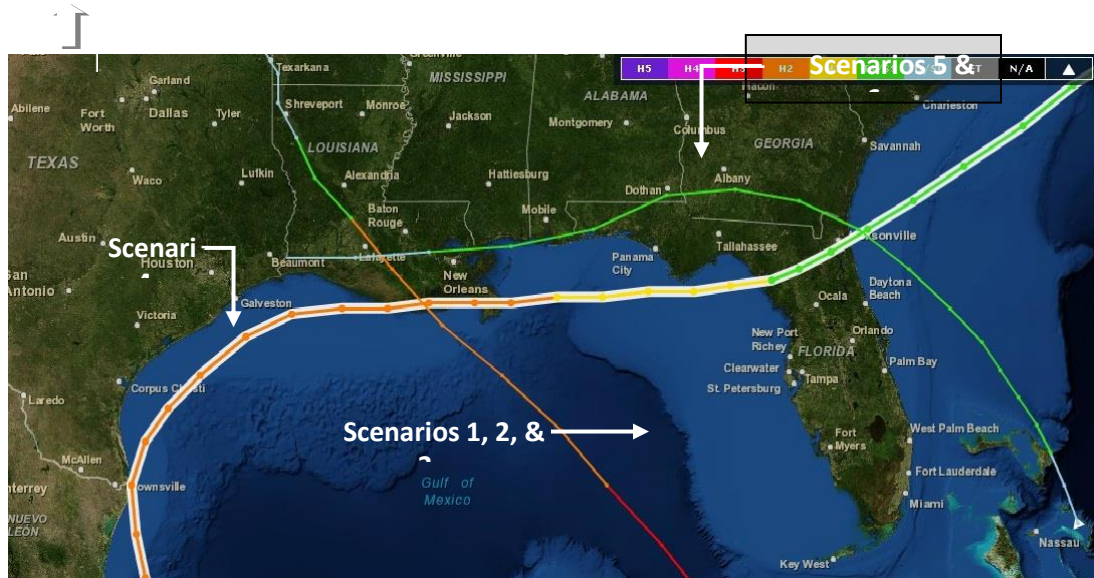 Texarkana
Greenville
Garland
Abilene
Fort
Worth
Dallas
Tyler
Shreveport
Monroe
MISSISSIPPI
Jackson
ALABAMA
Montgomery
H5
H4
H2
Scenarios 5 &
ET
N/A
Macon
Charleston
Columbus
GEORGIA
Savannah
TEXAS
LOUISIANA
Waco
Lufkin
Alexandria
Hattiesburg
Dothan
Albany
Baton
Rouge
Mobile
Austin
Scenari
Houston
Beaumont
Lafayette
New
Orleans
Panama
City
Tallahassee
San
Antonio
Galveston
Victoria
Daytona
Beach
Ocala
Orlando
New Port
Richey
FLORIDA
Palm Bay
Clearwater
Tampa
St. Petersburg
Corpus Christi
Laredo
Scenarios 1, 2, &
Fort
Myers
West Palm Beach
McAllen
Gulf of
Mexico
Fort Lauderdale
Miami
NUEVO
LEÓN
Key West
Nassau